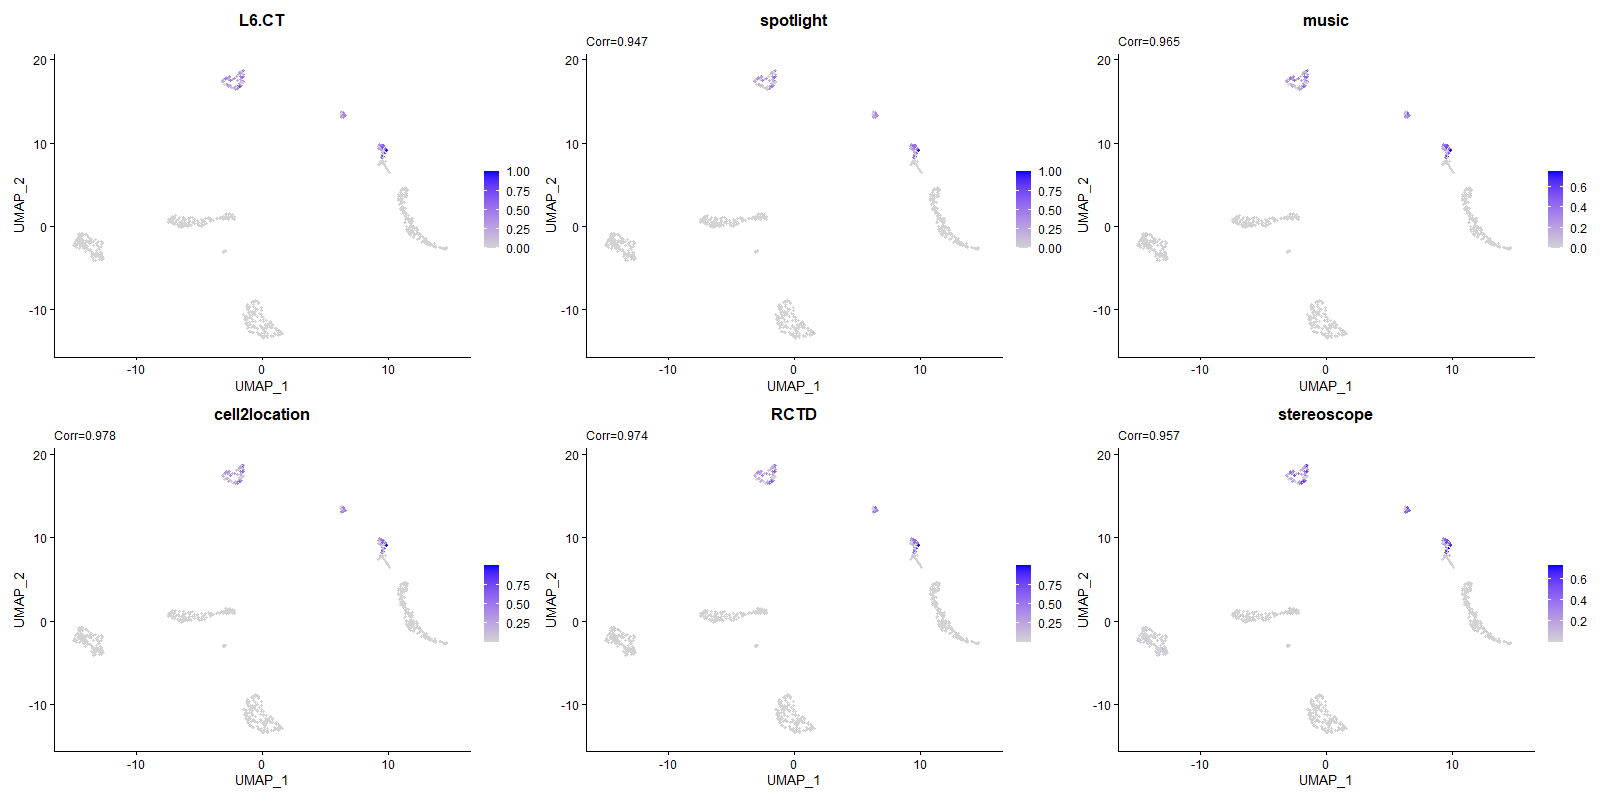 L6.CT
20
10
0
-10
-10
0
10
UMAP_1
UMAP_2
1.00
0.75
0.50
0.25
0.00
spotlight
Corr=0.947
20
10
0
-10
-10
0
10
UMAP_1
UMAP_2
1.00
0.75
0.50
0.25
0.00
music
Corr=0.965
20
10
0
-10
-10
0
10
UMAP_1
UMAP_2
0.6
0.4
0.2
0.0
cell2location
Corr=0.978
20
10
0
-10
-10
0
10
UMAP_1
UMAP_2
0.75
0.50
0.25
RCTD
Corr=0.974
20
10
0
-10
-10
0
10
UMAP_1
UMAP_2
0.75
0.50
0.25
stereoscope
Corr=0.957
20
10
0
-10
-10
0
10
UMAP_1
UMAP_2
0.6
0.4
0.2